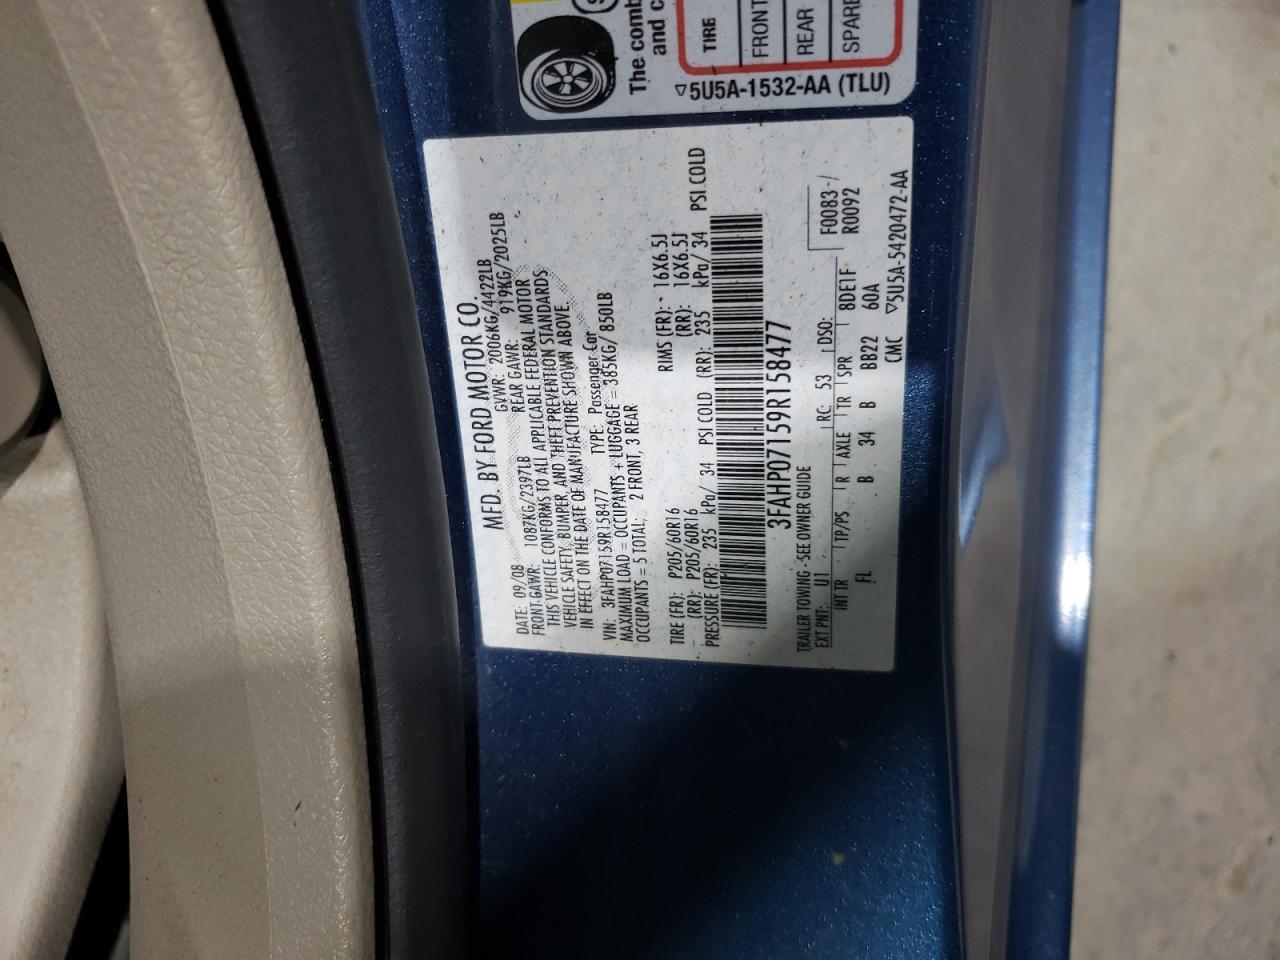 The comb
and c
TIRE
FRONT
REAR
SPARE
5U5A-1532-AA (TLU)
MFD. BY FORD MOTOR CO.
DATE: 09/08 GVWR: 2006KG/4422LB
FRONT GAWR: 1087KG/2397LB REAR GAWR: 919KG/2025LB
THIS VEHICLE CONFORMS TO ALL APPLICABLE FEDERAL MOTOR
VEHICLE SAFETY, BUMPER, AND THEFT PREVENTION STANDARDS
IN EFFECT ON THE DATE OF MANUFACTURE SHOWN ABOVE.
VIN: 3FAHP07159R158477 TYPE: Passenger Car
MAXIMUM LOAD = OCCUPANTS + LUGGAGE = 385KG/ 850LB
OCCUPANTS = 5 TOTAL: 2 FRONT, 3 REAR
TIRE (FR): P205/60R16 RIMS (FR): 16X6.5J
(RR): P205/60R16 (RR): 16X6.5J
PRESSURE (FR): 235 kPa/ 34 PSI COLD (RR): 235 kPa/ 34 PSI COLD
3FAHP07159R158477
TRAILER TOWING - SEE OWNER GUIDE F0083-/
EXT PNT: U1 RC: 53 DSO: R0092
INT TR TP/PS R AXLE TR SPR 8DE1F
FL B 34 B BB22 60A
CMC 5U5A-5420472-AA